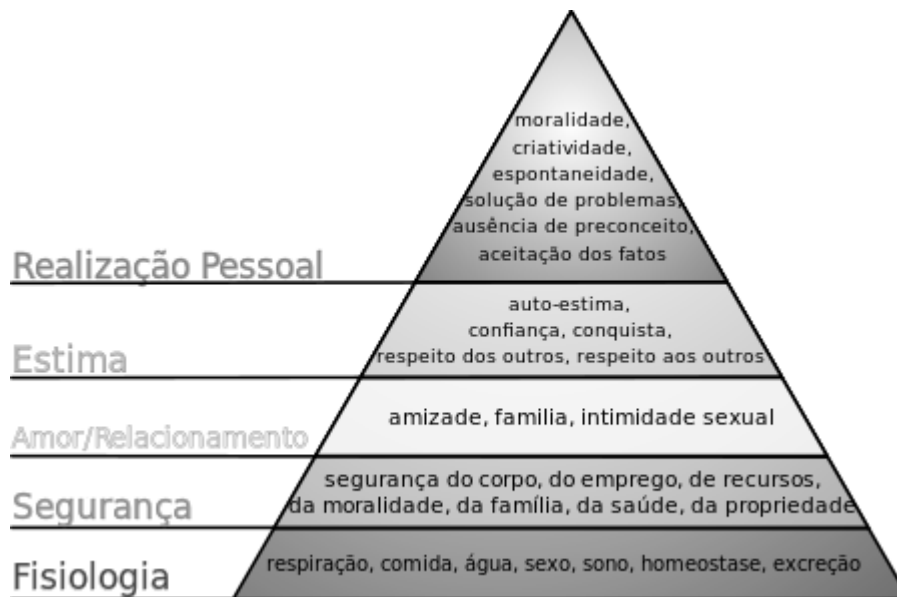 moralidade,
criatividade,
espontaneidade,
solução de problemas,
ausência de preconceito,
aceitação dos fatos
Realização Pessoal
auto-estima,
confiança, conquista,
respeito dos outros, respeito aos outros
Estima
amizade, familia, intimidade sexual
Amor/Relacionamento
segurança do corpo, do emprego, de recursos,
da moralidade, da família, da saúde, da propriedade
Segurança
respiração, comida, água, sexo, sono, homeostase, excreção
Fisiologia